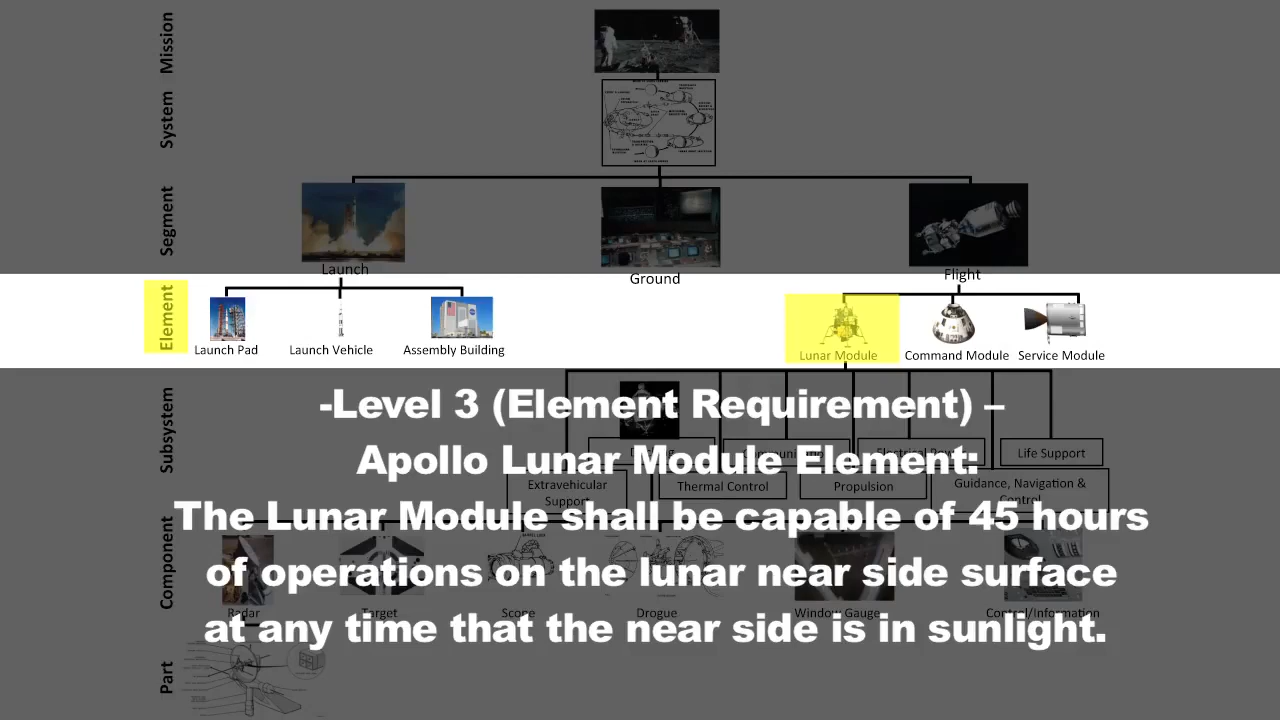 Mission
System
Segment
Launch
Ground
Flight
Element
Launch Pad
Launch Vehicle
Assembly Building
Lunar Module
Command Module
Service Module
Subsystem
-Level 3 (Element Requirement) –
Apollo Lunar Module Element:
The Lunar Module shall be capable of 45 hours
of operations on the lunar near side surface
at any time that the near side is in sunlight.
Life Support
Extravehicular
Support
Thermal Control
Propulsion
Guidance, Navigation &
Control
Component
Radar
Target
Scope
Drogue
Window Gauge
Control/Information
Part